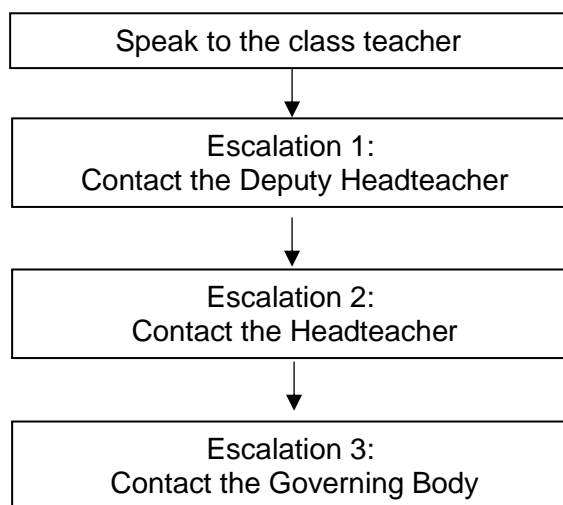 Speak to the class teacher
Escalation 1:
Contact the Deputy Headteacher
Escalation 2:
Contact the Headteacher
Escalation 3:
Contact the Governing Body